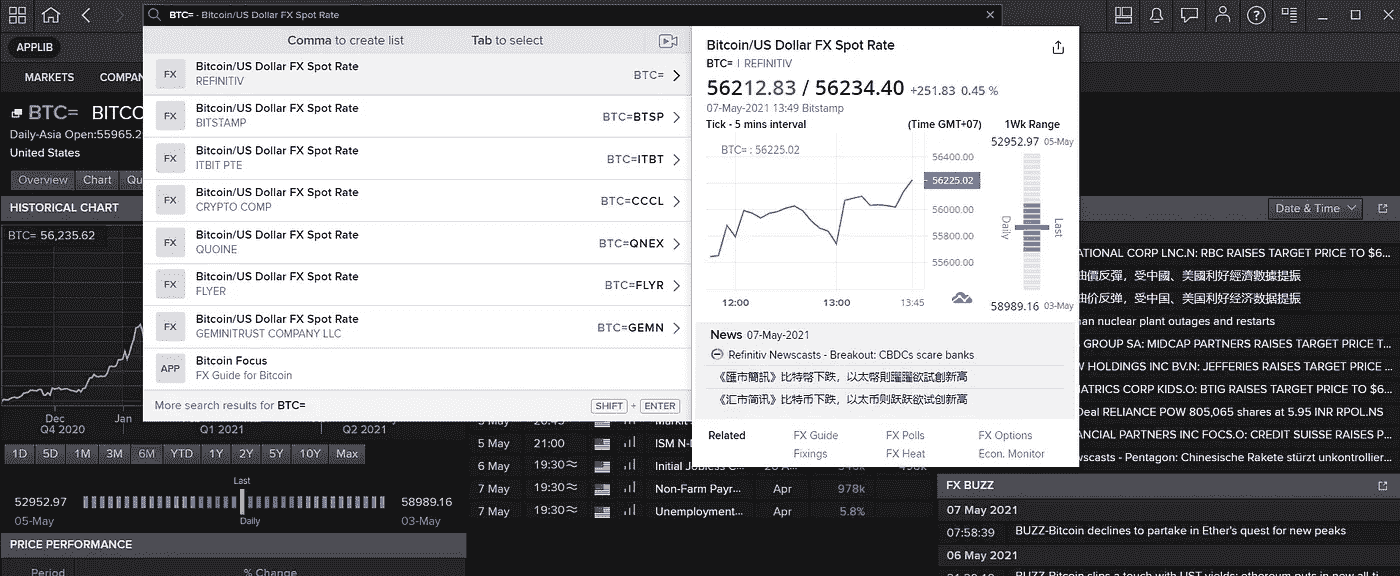 BTC= - Bitcoin/US Dollar FX Spot Rate
APPLIB
MARKETS
BTC= BITCO
Daily-Asia Open:55965.2
United States
Overview Chart
HISTORICAL CHART
BTC= 56,235.62
Dec Jan
Q4 2020 Q1 2021 Q2 2021
1D 5D 1M 3M 6M YTD 1Y 2Y 5Y 10Y Max
Last
52952.97 58989.16
05-May Daily 03-May
PRICE PERFORMANCE
Period % Change
Comma to create list Tab to select
FX Bitcoin/US Dollar FX Spot Rate
REFINITIV BTC=
FX Bitcoin/US Dollar FX Spot Rate
BITSTAMP BTC=BTSP
FX Bitcoin/US Dollar FX Spot Rate
ITBIT PTE BTC=ITBT
FX Bitcoin/US Dollar FX Spot Rate
CRYPTO COMP BTC=CCCL
FX Bitcoin/US Dollar FX Spot Rate
QUOINE BTC=QNEX
FX Bitcoin/US Dollar FX Spot Rate
FLYER BTC=FLYR
FX Bitcoin/US Dollar FX Spot Rate
GEMINITRUST COMPANY LLC BTC=GEMN
APP Bitcoin Focus
FX Guide for Bitcoin
More search results for BTC= SHIFT + ENTER
Bitcoin/US Dollar FX Spot Rate
BTC= | REFINITIV
56212.83 / 56234.40 +251.83 0.45 %
07-May-2021 13:49 Bitstamp
Tick - 5 mins interval (Time GMT+07) 1Wk Range
52952.97 05-May
BTC= : 56225.02
56400.00
56225.02
56000.00
55800.00
55600.00
12:00 13:00 13:45
Daily
Last
58989.16 03-May
News 07-May-2021
Refinitiv Newscasts - Breakout: CBDCs scare banks
《匯市簡訊》比特幣下跌，以太幣則躍躍欲試創新高
《汇市简讯》比特币下跌，以太币则跃跃欲试创新高
Related FX Guide FX Polls FX Options
Fixings FX Heat Econ. Monitor
5 May 21:00 ISM N-
6 May 19:30
7 May 19:30 Non-Farm Payr... Apr 978k
7 May 19:30 Unemployment... Apr 5.8%
Date & Time
ATIONAL CORP LNC.N: RBC RAISES TARGET PRICE TO $6...
油價反彈，受中國、美國利好經濟數據提振
油价反弹，受中国、美国利好经济数据提振
an nuclear plant outages and restarts
GROUP SA: MIDCAP PARTNERS RAISES TARGET PRICE T...
HOLDINGS INC BV.N: JEFFERIES RAISES TARGET PRICE ...
IATRICS CORP KIDS.O: BTIG RAISES TARGET PRICE TO $6...
Deal RELIANCE POW 805,065 shares at 5.95 INR RPOL.NS
ANCIAL PARTNERS INC FOCS.O: CREDIT SUISSE RAISES P...
wscasts - Pentagon: Chinesische Rakete stürzt unkontrollier...
FX BUZZ
07 May 2021
07:58:39 BUZZ-Bitcoin declines to partake in Ether's quest for new peaks
06 May 2021